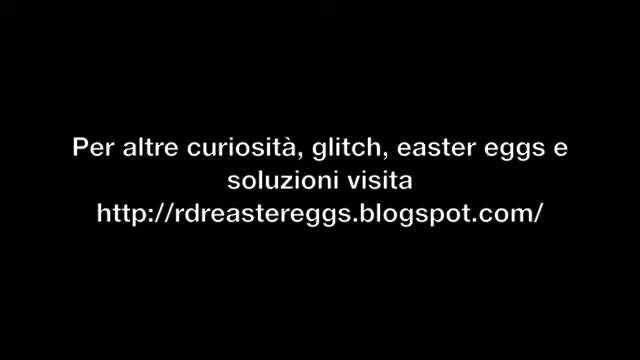 Per altre curiosità, glitch, easter eggs e
soluzioni visita
http://rdreastereggs.blogspot.com/